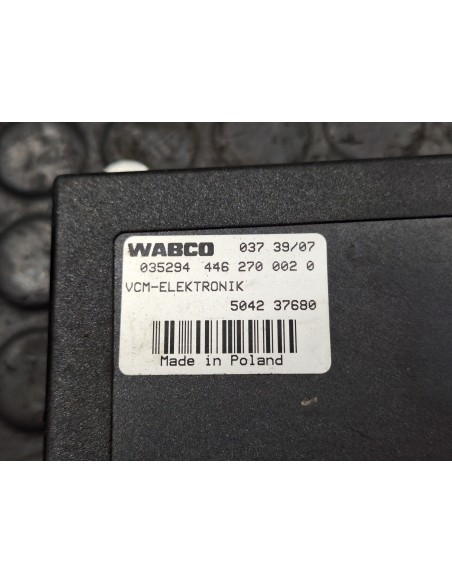 WABCO 037 39/07
035294 446 270 002 0
VCM-ELEKTRONIK
5042 37680
Made in Poland